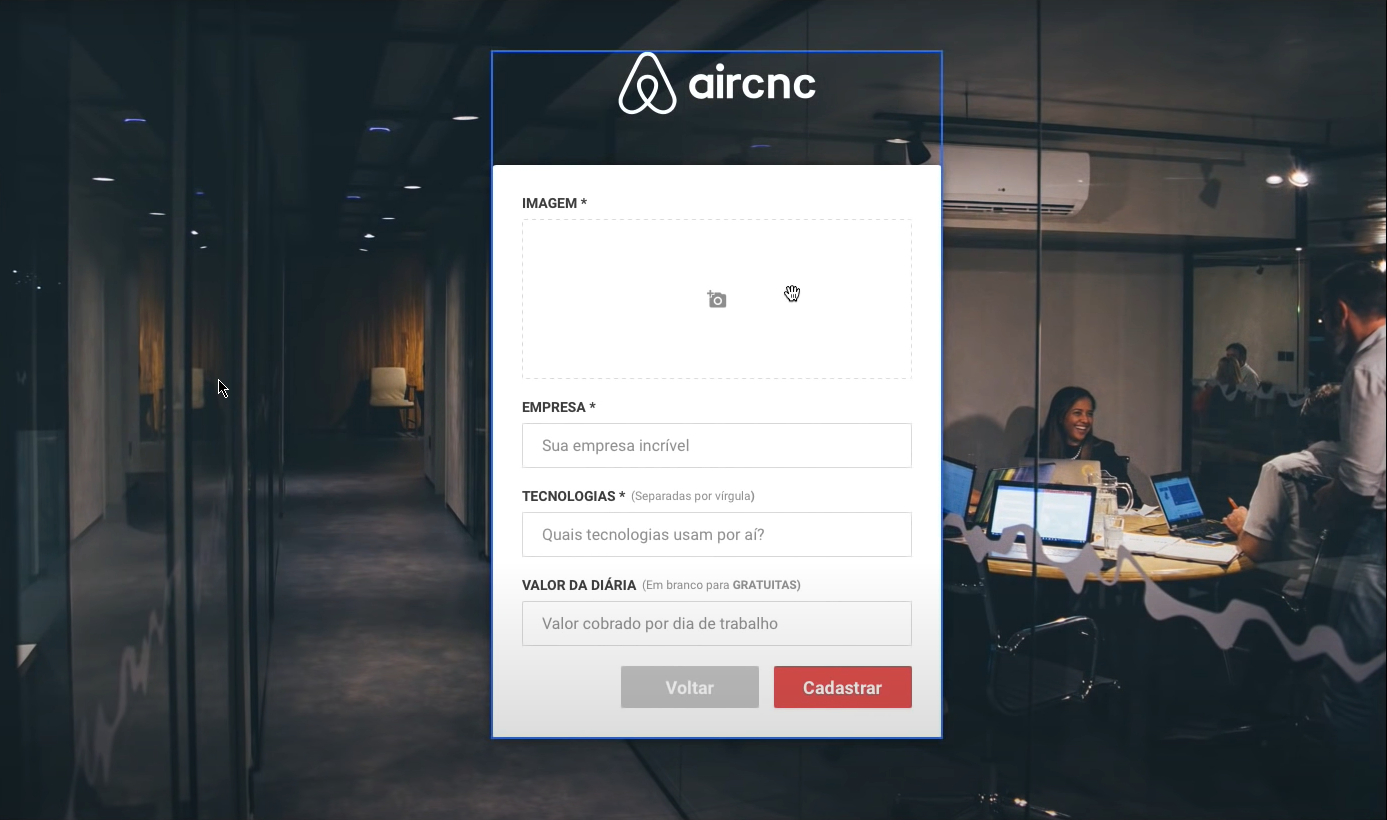 aircnc
IMAGEM *
EMPRESA *
Sua empresa incrível
TECNOLOGIAS * (Separadas por vírgula)
Quais tecnologias usam por aí?
VALOR DA DIÁRIA (Em branco para GRATUITAS)
Valor cobrado por dia de trabalho
Voltar
Cadastrar